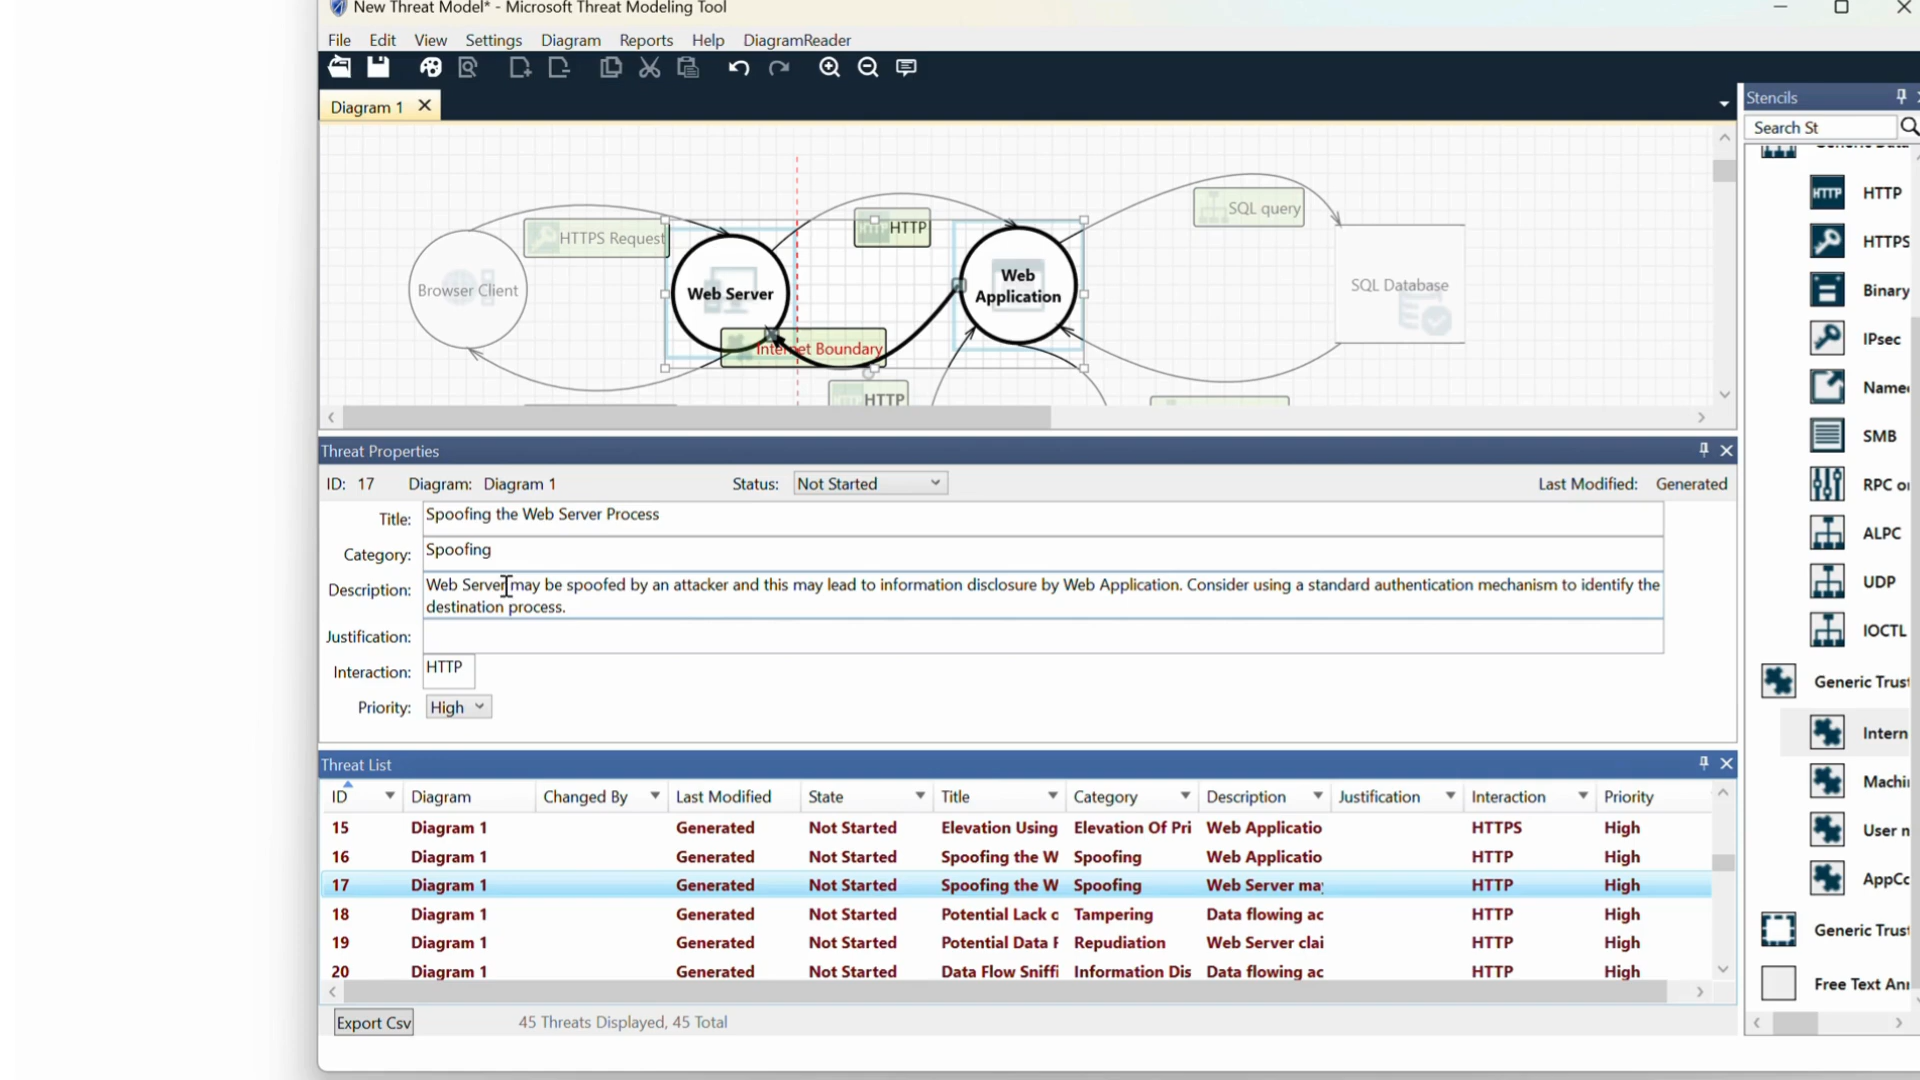 New Threat Model* - Microsoft Threat Modeling Tool
File Edit View Settings Diagram Reports Help DiagramReader
Diagram 1
Stencils
Search St
HTTP
HTTPS
Binary
IPsec
SMB
ALPC
UDP
IOCTL
Generic
Free Text
HTTPS Request
HTTP
SQL query
Browser Client
Web Server
Web
Application
SQL Database
Internet Boundary
HTTP
Threat Properties
ID: 17 Diagram: Diagram 1 Status: Not Started Last Modified: Generated
Title: Spoofing the Web Server Process
Category: Spoofing
Description: Web Server may be spoofed by an attacker and this may lead to information disclosure by Web Application. Consider using a standard authentication mechanism to identify the
destination process.
Justification:
Interaction: HTTP
Priority: High
Threat List
ID Diagram Changed By Last Modified State Title Category Description Justification Interaction Priority
15 Diagram 1 Generated Not Started Elevation Using Elevation Of Pri Web Applicatio HTTPS High
16 Diagram 1 Generated Not Started Spoofing the W Spoofing Web Applicatio HTTP High
17 Diagram 1 Generated Not Started Spoofing the W Spoofing Web Server ma HTTP High
18 Diagram 1 Generated Not Started Potential Lack o Tampering Data flowing ac HTTP High
19 Diagram 1 Generated Not Started Potential Data F Repudiation Web Server clai HTTP High
20 Diagram 1 Generated Not Started Data Flow Sniffi Information Dis Data flowing ac HTTP High
Export Csv 45 Threats Displayed, 45 Total